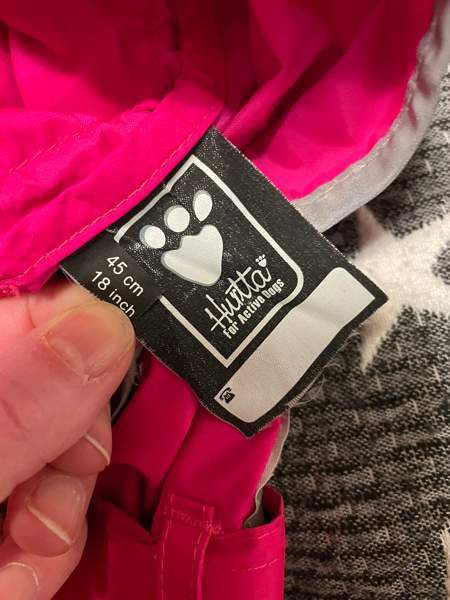 45 cm
18 inch
Hurtta
For Active Dogs